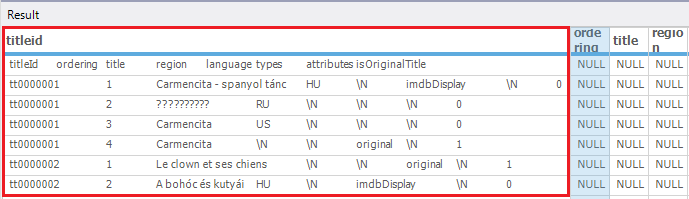 Result
titleid ordering title region
titleId ordering title region language types attributes isOriginalTitle NULL NULL NULL
tt0000001 1 Carmencita - spanyol tánc HU \N imdbDisplay \N 0 NULL NULL NULL
tt0000001 2 ?????????? RU \N \N \N 0 NULL NULL NULL
tt0000001 3 Carmencita US \N \N \N 0 NULL NULL NULL
tt0000001 4 Carmencita \N \N original \N 1 NULL NULL NULL
tt0000002 1 Le clown et ses chiens \N \N original \N 1 NULL NULL NULL
tt0000002 2 A bohóc és kutyái HU \N imdbDisplay \N 0 NULL NULL NULL